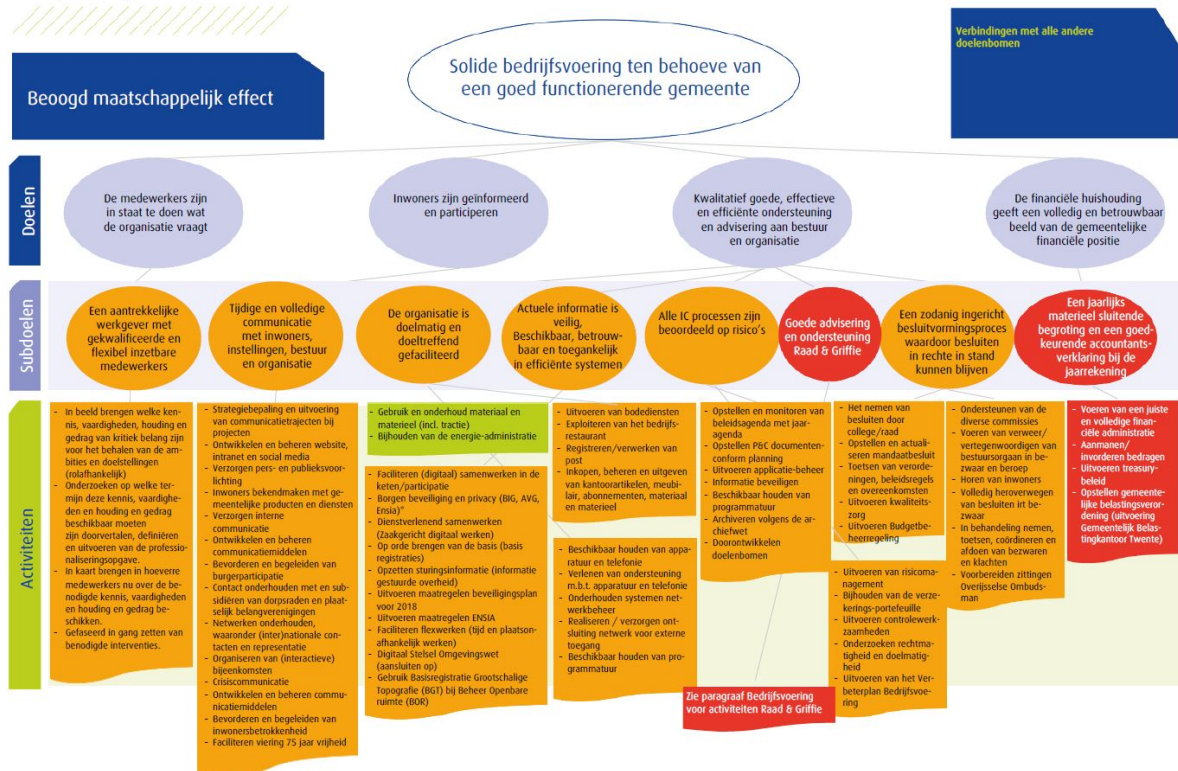 Verbindingen met alle andere
doelenbomen
Solide bedrijfsvoering ten behoeve van
een goed functionerende gemeente
Beoogd maatschappelijk effect
Doelen
De medewerkers zijn
in staat te doen wat
de organisatie vraagt
Inwoners zijn geïnformeerd
en participeren
Kwalitatief goede, effectieve
en efficiënte ondersteuning
en advisering aan bestuur
en organisatie
De financiële huishouding
geeft een volledig en betrouwbaar
beeld van de gemeentelijke
financiële positie
Subdoelen
Een aantrekkelijke
werkgever met
gekwalificeerde en
flexibel inzetbare
medewerkers
Tijdige en volledige
communicatie
met inwoners,
instellingen, bestuur
en organisatie
De organisatie is
doelmatig en
doeltreffend
gefaciliteerd
Actuele informatie is
veilig,
Beschikbaar, betrouw-
baar en toegankelijk
in efficiënte systemen
Alle IC processen zijn
beoordeeld op risico's
Goede advisering
en ondersteuning
Raad & Griffie
Een zodanig ingericht
besluitvormingsproces
waardoor besluiten
in rechte in stand
kunnen blijven
Een jaarlijks
materieel sluitende
begroting en een goed-
keurende accountants-
verklaring bij de
jaarrekening
Activiteiten
- In beeld brengen welke ken-
nis, vaardigheden, houding en
gedrag van kritiek belang zijn
voor het behalen van de am-
bities en doelstellingen
(rolafhankelijk)
- Onderzoeken op welke ter-
mijn deze kennis, vaardighe-
den en houding en gedrag
beschikbaar moeten
zijn doorvertalen, definiëren
en uitvoeren van de professio-
naliseringsopgave.
- In kaart brengen in hoeverre
medewerkers nu over de be-
nodigde kennis, vaardigheden
en houding en gedrag be-
schikken.
- Gefaseerd in gang zetten van
benodigde interventies.
- Strategiebepaling en uitvoering
van communicatietrajecten bij
projecten
- Ontwikkelen en beheren website,
intranet en social media
- Verzorgen pers- en publieksvoor-
lichting
- Inwoners bekendmaken met ge-
meentelijke producten en diensten
- Verzorgen interne
communicatie
- Ontwikkelen en beheren
communicatiemiddelen
- Bevorderen en begeleiden van
burgerparticipatie
- Contact onderhouden met en sub-
sidiëren van dorpsraden en plaat-
selijk belangverenigingen
- Netwerken onderhouden,
waaronder (inter)nationale con-
tacten en representatie
- Organiseren van (interactieve)
bijeenkomsten
- Crisiscommunicatie
- Ontwikkelen en beheren commu-
nicatiemiddelen
- Bevorderen en begeleiden van
inwonersbetrokkenheid
- Faciliteren viering 75 jaar vrijheid
- Gebruik en onderhoud materiaal en
materieel (incl. tractie)
- Bijhouden van de energie-administratie
- Faciliteren (digitaal) samenwerken in de
keten/participatie
- Borgen beveiliging en privacy (BIG, AVG,
Ensia)"
- Dienstverlenend samenwerken
(Zaakgericht digitaal werken)
- Op orde brengen van de basis (basis
registraties)
- Opzetten sturingsinformatie (informatie
gestuurde overheid)
- Uitvoeren maatregelen beveiligingsplan
voor 2018
- Uitvoeren maatregelen ENSIA
- Faciliteren flexwerken (tijd en plaatson-
afhankelijk werken)
- Digitaal Stelsel Omgevingswet
(aansluiten op)
- Gebruik Basisregistratie Grootschalige
Topografie (BGT) bij Beheer Openbare
ruimte (BOR)
- Uitvoeren van bodediensten
- Exploiteren van het bedrijfs-
restaurant
- Registreren/verwerken van
post
- Inkopen, beheren en uitgeven
van kantoorartikelen, meubi-
lair, abonnementen, materiaal
en materieel
- Beschikbaar houden van appa-
ratuur en telefonie
- Verlenen van ondersteuning
m.b.t. apparatuur en telefonie
- Onderhouden systemen net-
werkbeheer
- Realiseren / verzorgen ont-
sluiting netwerk voor externe
toegang
- Beschikbaar houden van pro-
grammatuur
- Opstellen en monitoren van
beleidsagenda met jaar-
agenda
- Opstellen P&C documenten-
conform planning
- Uitvoeren applicatie-beheer
- Informatie beveiligen
- Beschikbaar houden van
programmatuur
- Archiveren volgens de ar-
chiefwet
- Doorontwikkelen
doelenbomen
Zie paragraaf Bedrijfsvoering
voor activiteiten Raad & Griffie
- Het nemen van
besluiten door
college/raad
- Opstellen en actuali-
seren mandaatbesluit
- Toetsen van verorde-
ningen, beleidsregels
en overeenkomsten
- Uitvoeren kwaliteits-
zorg
- Uitvoeren Budgetbe-
heerregeling
- Uitvoeren van risicoma-
nagement
- Bijhouden van de verze-
kerings-portefeuille
- Uitvoeren controlewerk-
zaamheden
- Onderzoeken rechtma-
tigheid en doelmatig-
heid
- Uitvoeren van het Ver-
beterplan Bedrijfsvoe-
ring
- Ondersteunen van de
diverse commissies
- Voeren van verweer/
vertegenwoordigen van
bestuursorgaan in be-
zwaar en beroep
- Horen van inwoners
- Volledig heroverwegen
van besluiten irt be-
zwaar
- In behandeling nemen,
toetsen, coördineren en
afdoen van bezwaren
en klachten
- Voorbereiden zittingen
Overijsselse Ombuds-
man
- Voeren van een juiste
en volledige finan-
ciële administratie
- Aanmanen/
invorderen bedragen
- Uitvoeren treasury-
beleid
- Opstellen gemeente-
lijke belastingsveror-
dening (uitvoering
Gemeentelijk Belas-
tingkantoor Twente)